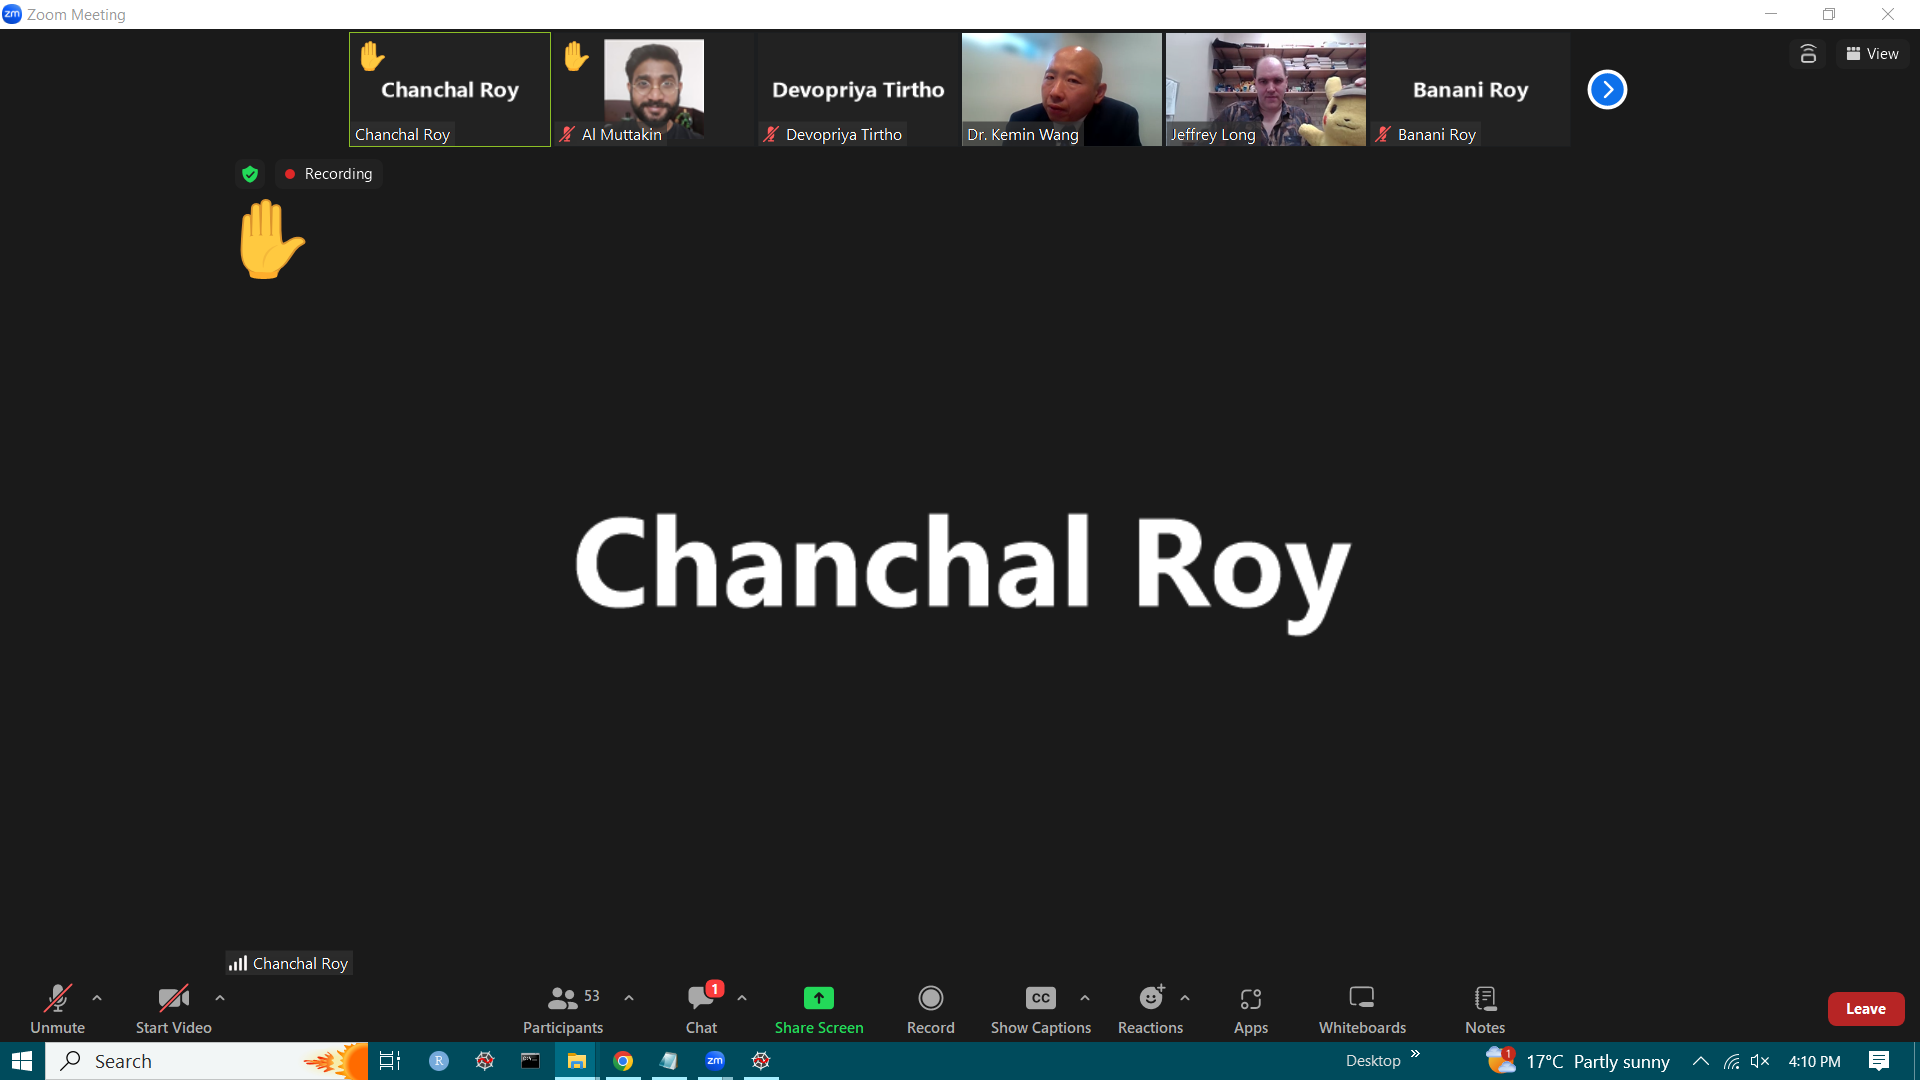 zm Zoom Meeting
Chanchal Roy
Chanchal Roy
Al Muttakin
Devopriya Tirtho
Devopriya Tirtho
Dr. Kemin Wang
Jeffrey Long
Banani Roy
Banani Roy
View
Recording
Chanchal Roy
Chanchal Roy
Unmute
Start Video
53
Participants
1
Chat
Share Screen
Record
CC
Show Captions
Reactions
Apps
Whiteboards
Notes
Leave
Search
R
zm
Desktop
1
17°C Partly sunny
4:10 PM